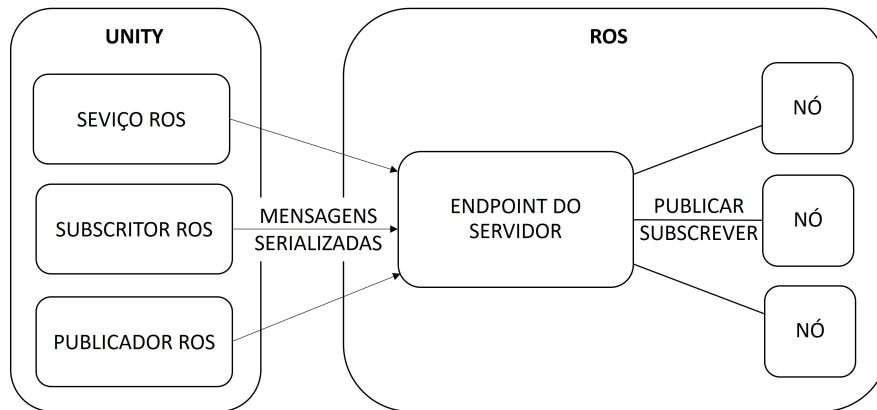 UNITY
SEVIÇO ROS
SUBSCRITOR ROS
PUBLICADOR ROS
MENSAGENS
SERIALIZADAS
ROS
ENDPOINT DO
SERVIDOR
PUBLICAR
SUBSCREVER
NÓ
NÓ
NÓ